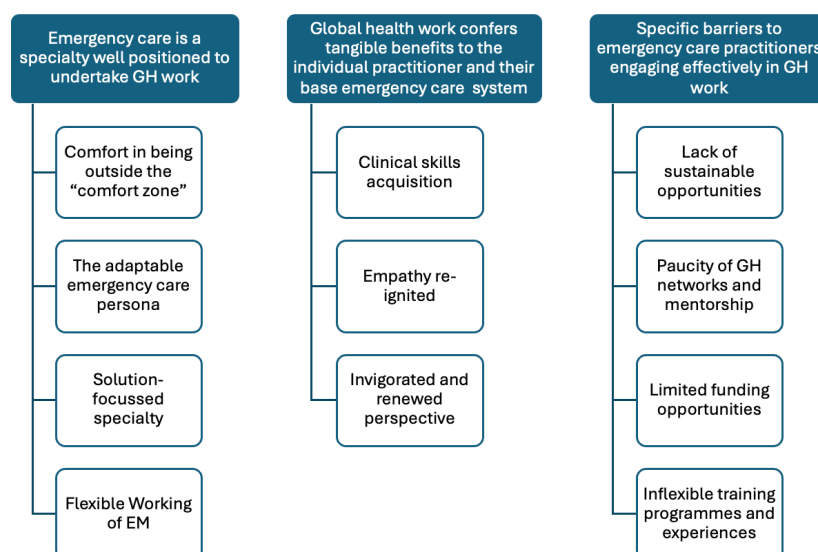 Emergency care is a
specialty well positioned to
undertake GH work
Comfort in being
outside the
“comfort zone”
The adaptable
emergency care
persona
Solution-
focussed
specialty
Flexible Working
of EM
Global health work confers
tangible benefits to the
individual practitioner and their
base emergency care system
Clinical skills
acquisition
Empathy re-
ignited
Invigorated and
renewed
perspective
Specific barriers to
emergency care practitioners
engaging effectively in GH
work
Lack of
sustainable
opportunities
Paucity of GH
networks and
mentorship
Limited funding
opportunities
Inflexible training
programmes and
experiences